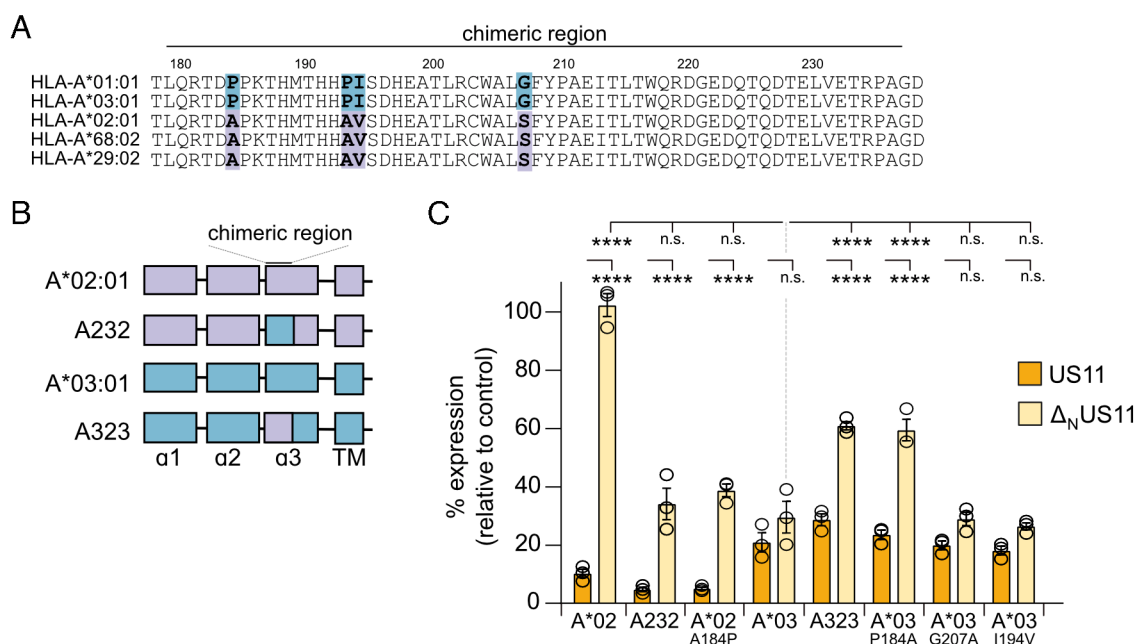 A
chimeric region
180 190 200 210 220 230
HLA-A*01:01 TLQRTDPPKTHMTHHPISDHEATLRCWALGFYPAEITLTWQRDGEDQTQDTELVETRPAGD
HLA-A*03:01 TLQRTDPPKTHMTHHPISDHEATLRCWALGFYPAEITLTWQRDGEDQTQDTELVETRPAGD
HLA-A*02:01 TLQRTDAPKTHMTHHAVSDHEATLRCWALSFYPAEITLTWQRDGEDQTQDTELVETRPAGD
HLA-A*68:02 TLQRTDAPKTHMTHHAVSDHEATLRCWALSFYPAEITLTWQRDGEDQTQDTELVETRPAGD
HLA-A*29:02 TLQRTDAPKTHMTHHAVSDHEATLRCWALSFYPAEITLTWQRDGEDQTQDTELVETRPAGD
B
chimeric region
A*02:01
A232
A*03:01
A323
α1 α2 α3 TM
C
**** n.s. n.s. **** **** n.s. n.s.
**** **** **** n.s. **** **** n.s. n.s.
% expression
(relative to control)
100
80
60
40
20
0
US11
ΔNUS11
A*02 A232 A*02 A*03 A323 A*03 A*03 A*03
A184P P184A G207A I194V